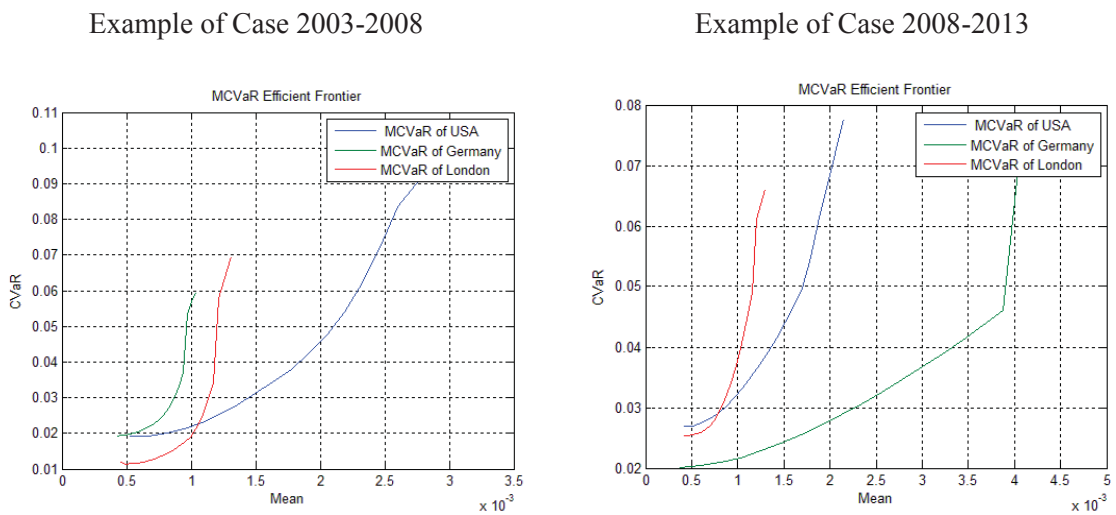 Example of Case 2003-2008
MCVaR Efficient Frontier
0.11
0.1
0.09
0.08
0.07
0.06
0.05
0.04
0.03
0.02
0.01
CVaR
MCVaR of USA
MCVaR of Germany
MCVaR of London
0 0.5 1 1.5 2 2.5 3 3.5
Mean
x 10⁻³
Example of Case 2008-2013
MCVaR Efficient Frontier
0.08
0.07
0.06
0.05
0.04
0.03
0.02
CVaR
MCVaR of USA
MCVaR of Germany
MCVaR of London
0 0.5 1 1.5 2 2.5 3 3.5 4 4.5 5
Mean
x 10⁻³